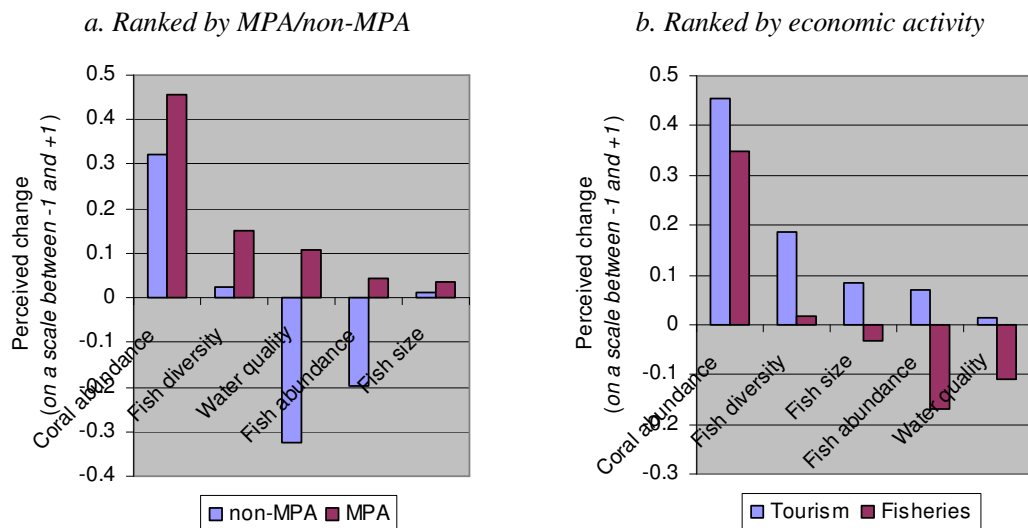 a. Ranked by MPA/non-MPA
Perceived change
(on a scale between -1 and +1)
0.5
0.4
0.3
0.2
0.1
0
-0.1
-0.2
-0.3
-0.4
Coral abundance
Fish diversity
Water quality
Fish abundance
Fish size
non-MPA
MPA
b. Ranked by economic activity
Perceived change
(on a scale between -1 and +1)
0.5
0.4
0.3
0.2
0.1
0
-0.1
-0.2
-0.3
Coral abundance
Fish diversity
Fish size
Fish abundance
Water quality
Tourism
Fisheries